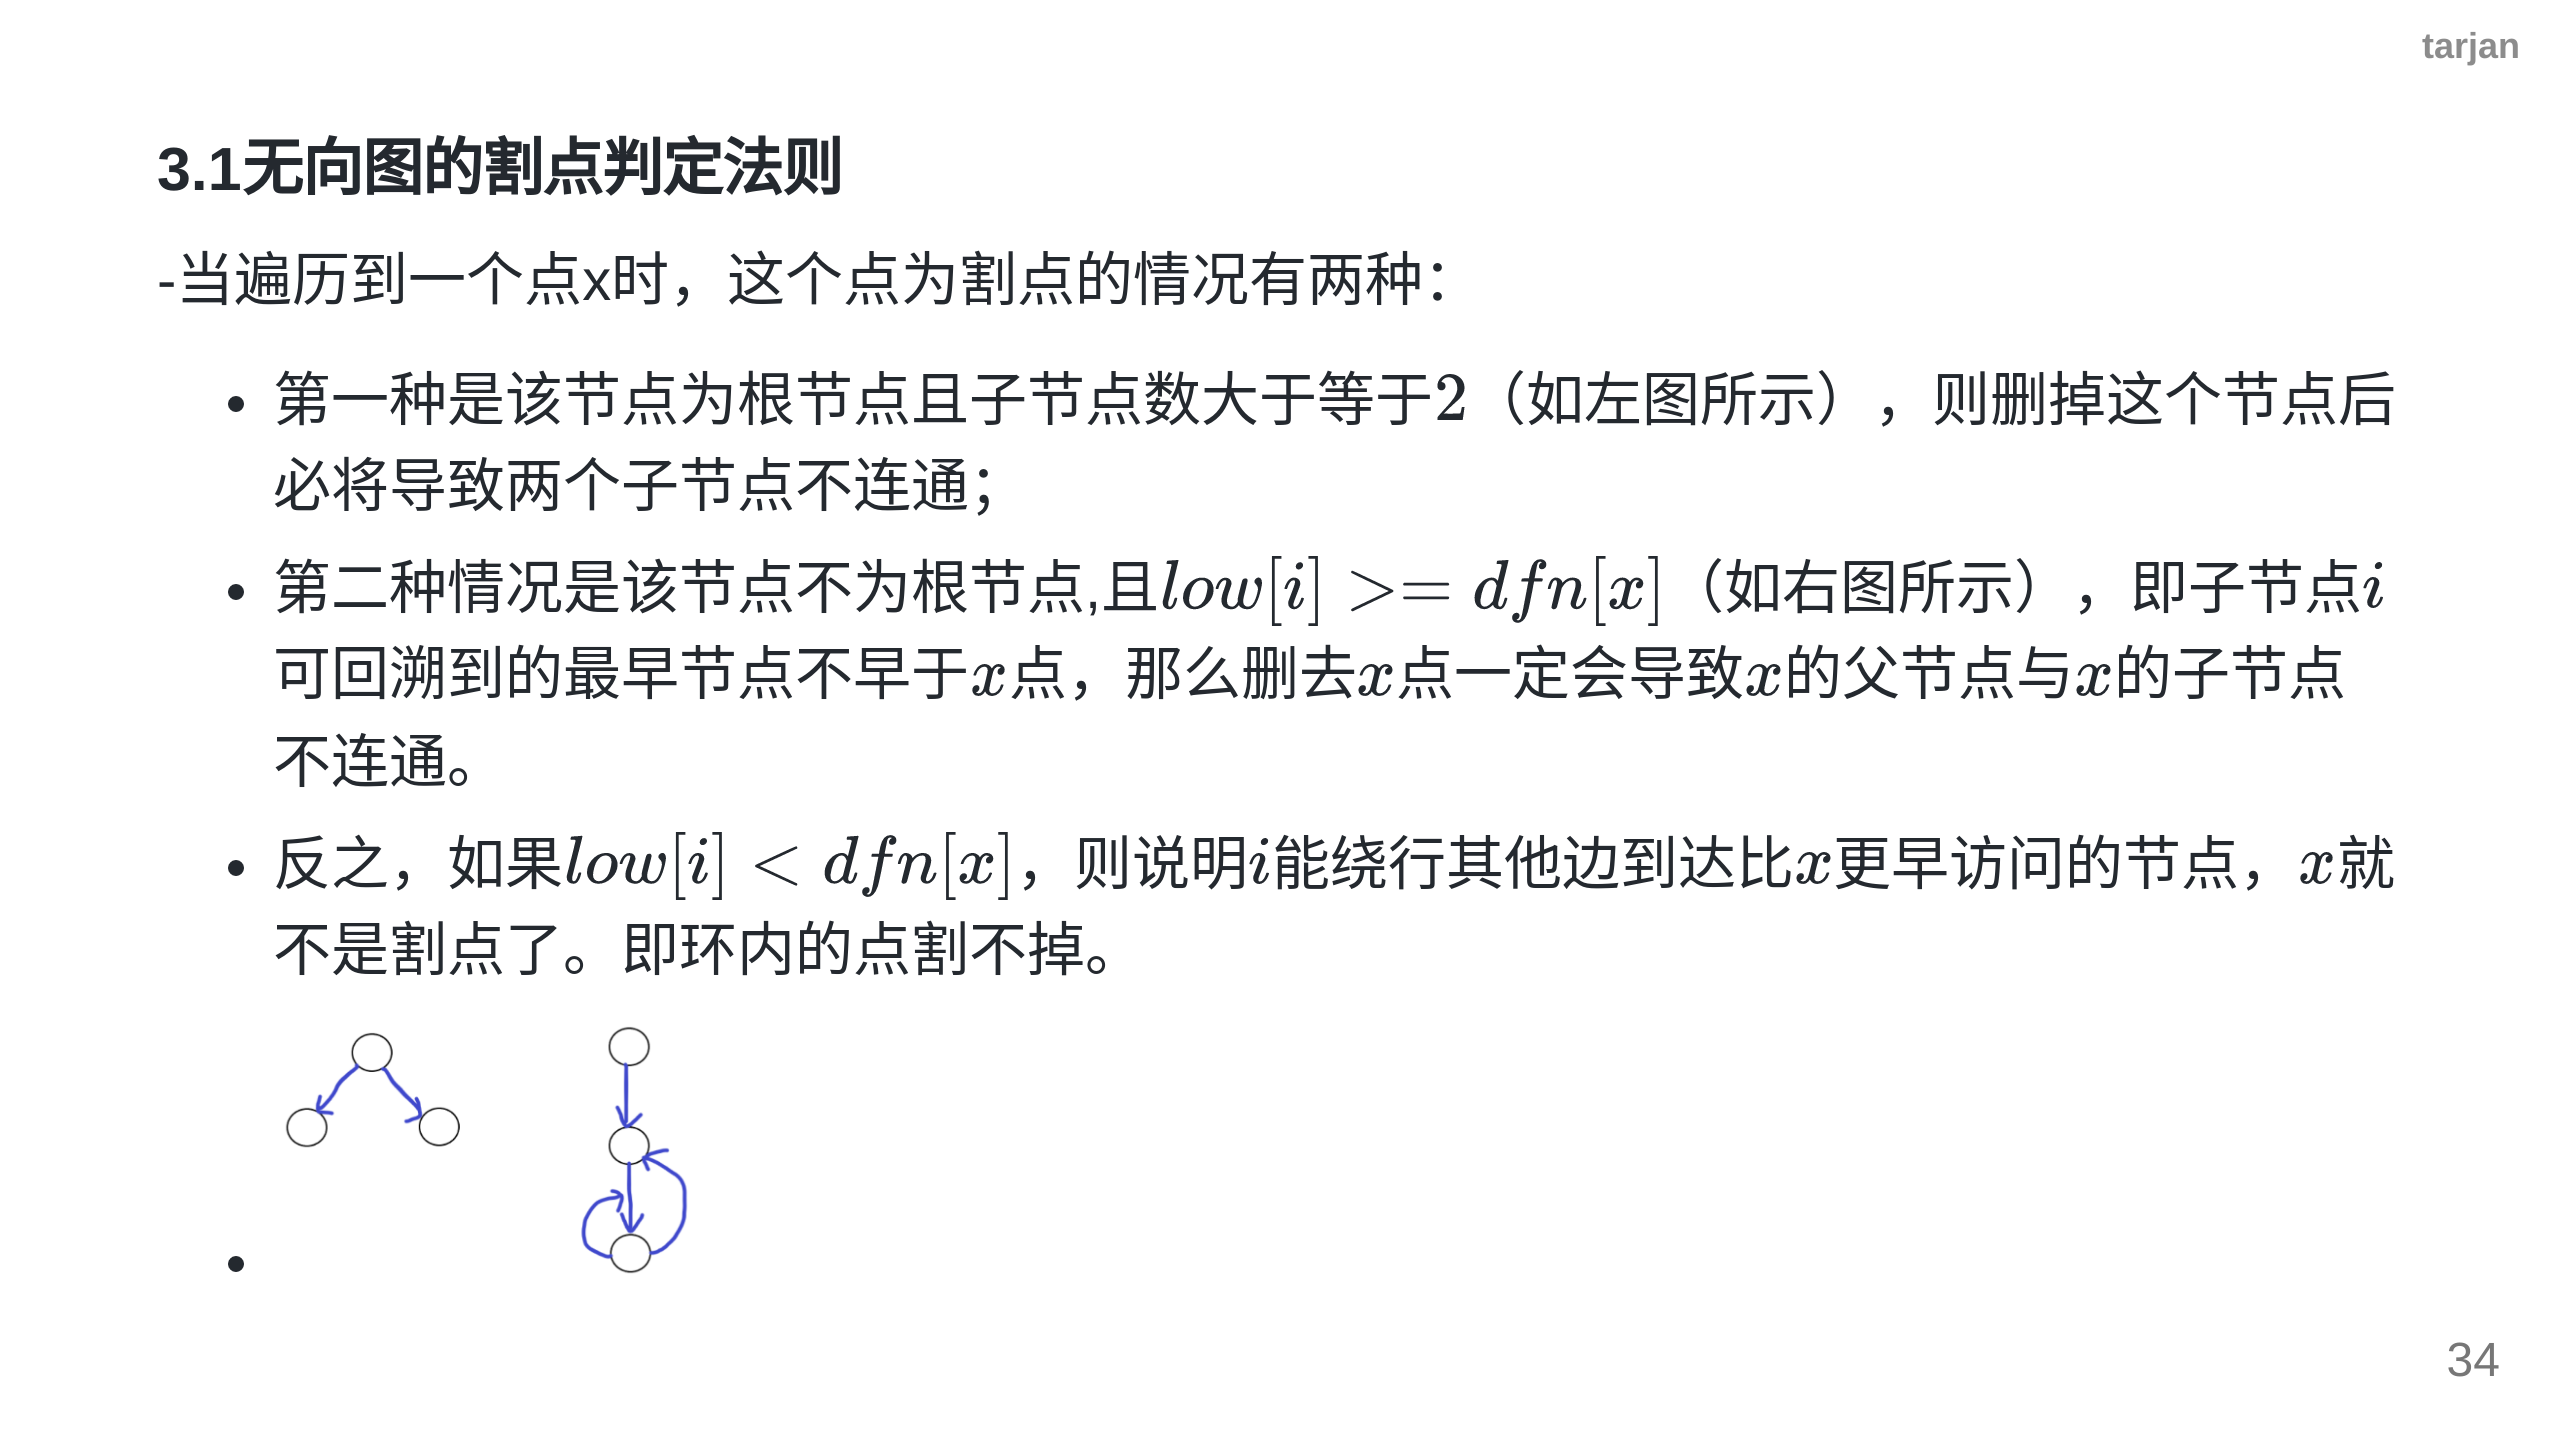 tarjan
3.1无向图的割点判定法则
-当遍历到一个点x时，这个点为割点的情况有两种：
第一种是该节点为根节点且子节点数大于等于2（如左图所示），则删掉这个节点后
必将导致两个子节点不连通；
第二种情况是该节点不为根节点,且low[i] >= dfn[x]（如右图所示），即子节点i
可回溯到的最早节点不早于x点，那么删去x点一定会导致x的父节点与x的子节点
不连通。
反之，如果low[i] < dfn[x]，则说明i能绕行其他边到达比x更早访问的节点，x就
不是割点了。即环内的点割不掉。
34